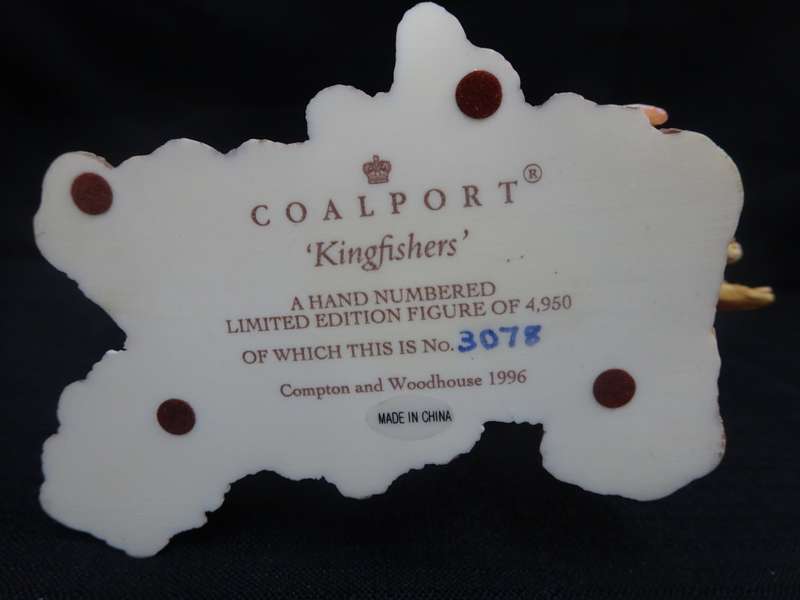 COALPORT®
'Kingfishers'
A HAND NUMBERED
LIMITED EDITION FIGURE OF 4,950
OF WHICH THIS IS No. 3078
Compton and Woodhouse 1996
MADE IN CHINA